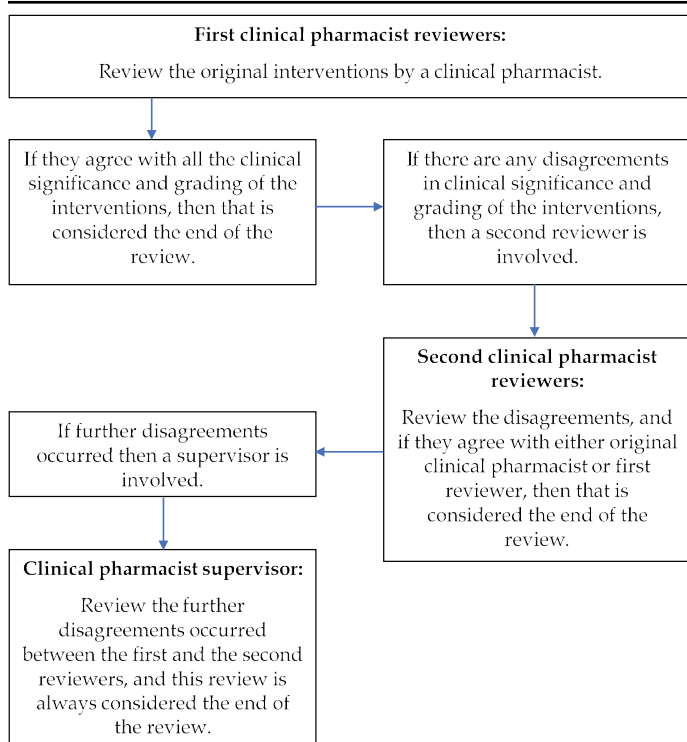 First clinical pharmacist reviewers:
Review the original interventions by a clinical pharmacist.
If they agree with all the clinical
significance and grading of the
interventions, then that is
considered the end of the
review.
If there are any disagreements
in clinical significance and
grading of the interventions,
then a second reviewer is
involved.
Second clinical pharmacist
reviewers:
Review the disagreements, and
if they agree with either original
clinical pharmacist or first
reviewer, then that is
considered the end of the
review.
If further disagreements
occurred then a supervisor is
involved.
Clinical pharmacist supervisor:
Review the further
disagreements occurred
between the first and the second
reviewers, and this review is
always considered the end of
the review.